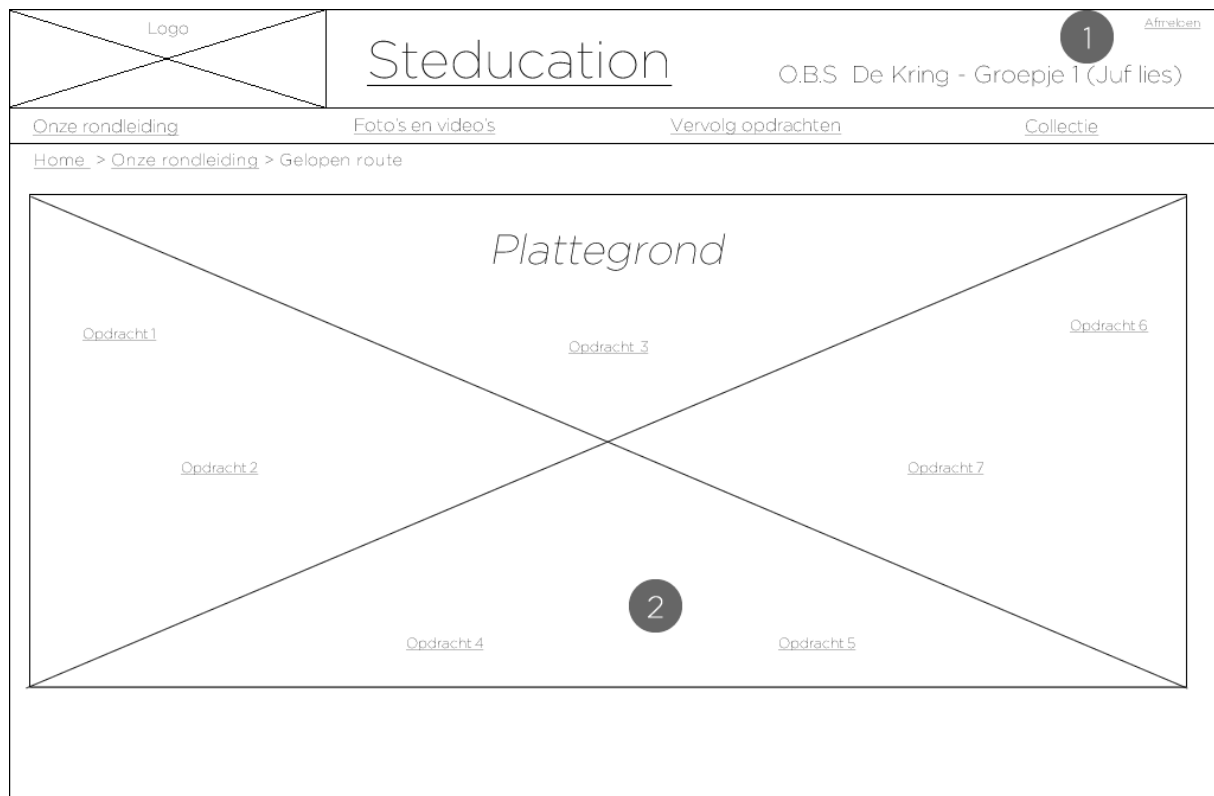 Logo
Steducation
1
Afmelden
O.B.S De Kring - Groepje 1 (Juf lies)
Onze rondleiding
Foto's en video's
Vervolg opdrachten
Collectie
Home > Onze rondleiding > Gelopen route
Plattegrond
Opdracht 1
Opdracht 3
Opdracht 6
Opdracht 2
Opdracht 7
2
Opdracht 4
Opdracht 5